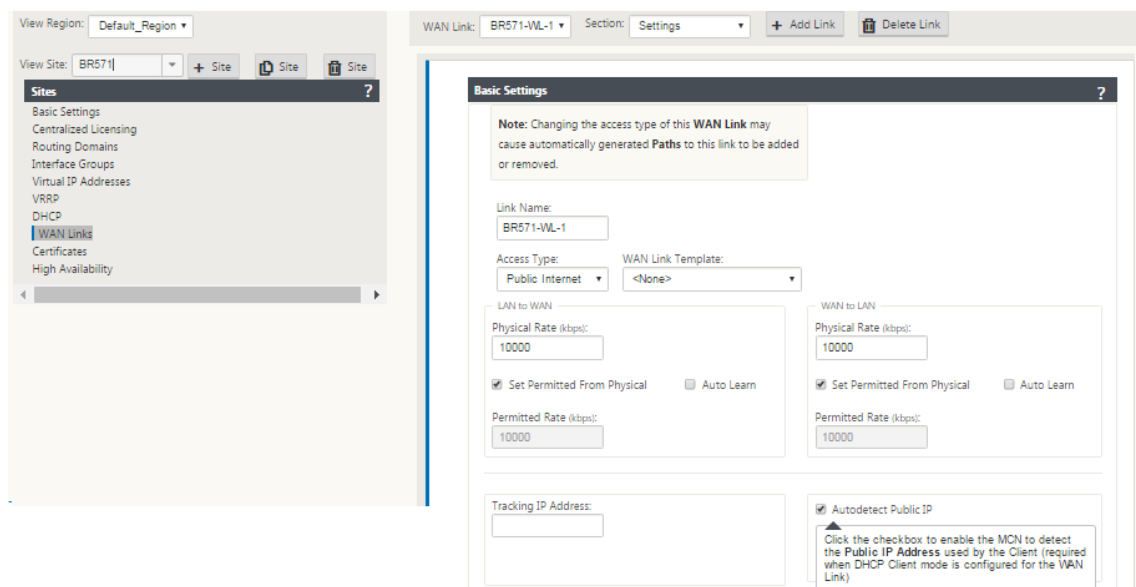 View Region: Default_Region
WAN Link: BR571-WL-1 Section: Settings + Add Link Delete Link
View Site: BR571 + Site Site Site
Sites ?
Basic Settings
Centralized Licensing
Routing Domains
Interface Groups
Virtual IP Addresses
VRRP
DHCP
WAN Links
Certificates
High Availability
Basic Settings ?
Note: Changing the access type of this WAN Link may
cause automatically generated Paths to this link to be added
or removed.
Link Name:
BR571-WL-1
Access Type: WAN Link Template:
Public Internet <None>
LAN to WAN
Physical Rate (kbps):
10000
Set Permitted From Physical Auto Learn
Permitted Rate (kbps):
10000
WAN to LAN
Physical Rate (kbps):
10000
Set Permitted From Physical Auto Learn
Permitted Rate (kbps):
10000
Tracking IP Address:
Autodetect Public IP
Click the checkbox to enable the MCN to detect
the Public IP Address used by the Client (required
when DHCP Client mode is configured for the WAN
Link)